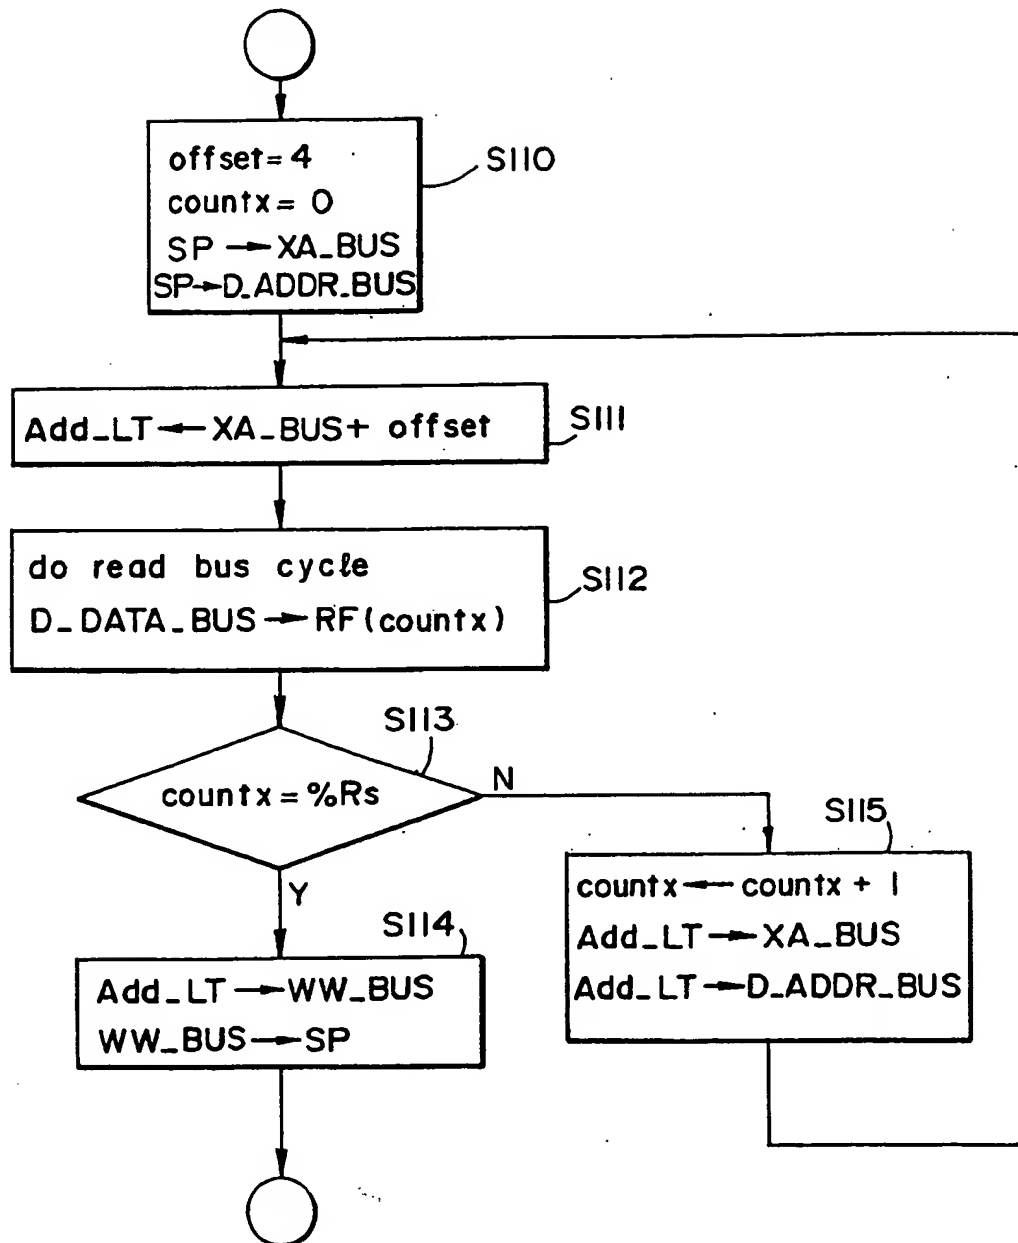 offset= 4
countx = 0
SP → XA_BUS
SP→D_ADDR_BUS
S110
Add_LT ← XA_BUS+ offset
S111
do read bus cycle
D_DATA_BUS → RF(countx)
S112
S113
countx = %Rs
N
Y
S115
countx ← countx + 1
Add_LT → XA_BUS
Add_LT → D_ADDR_BUS
S114
Add_LT → WW_BUS
WW_BUS → SP